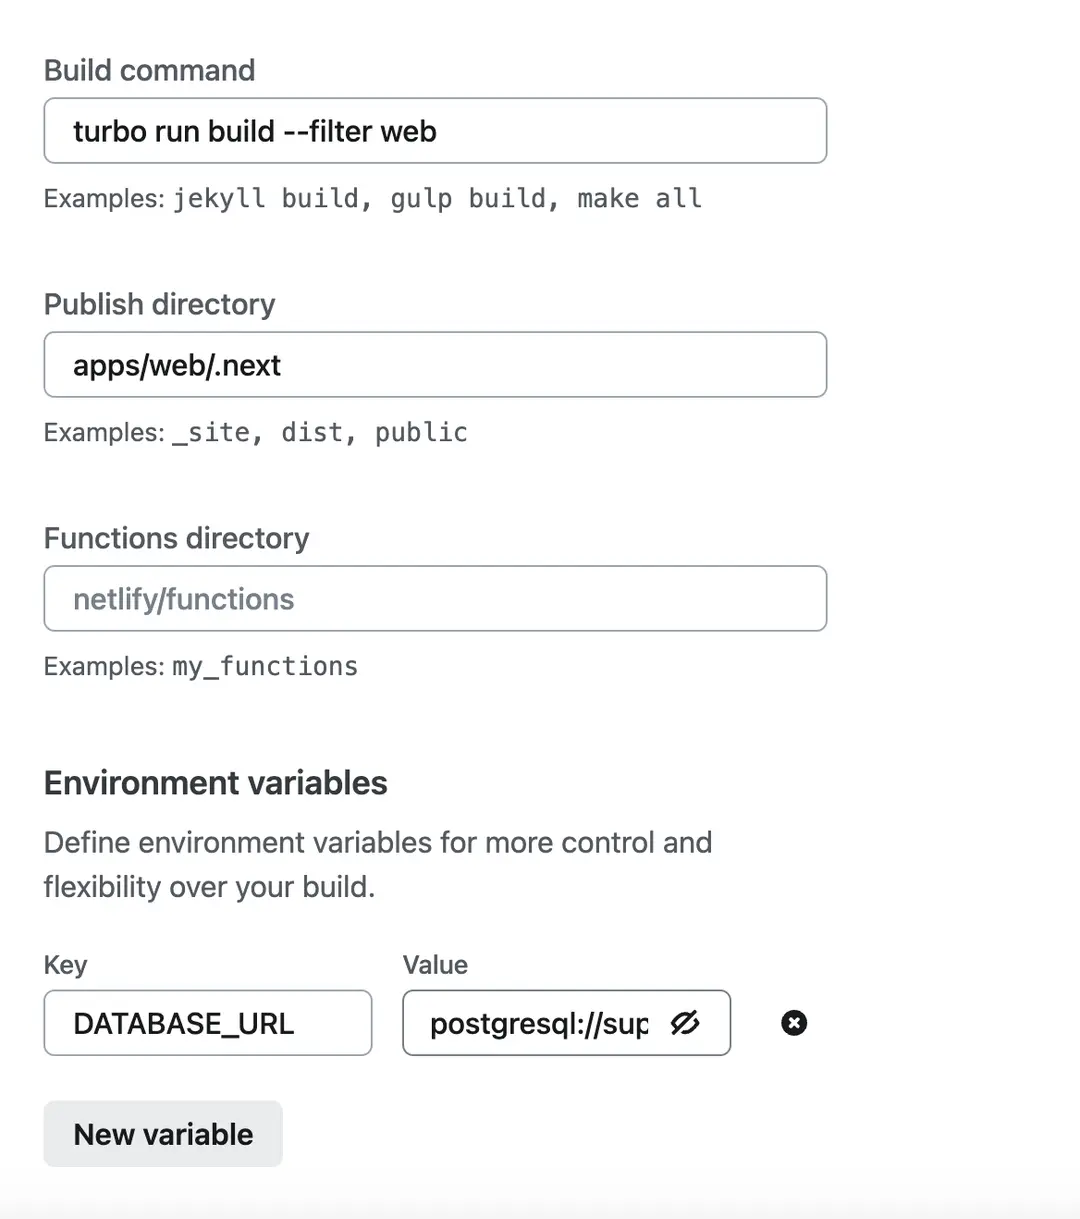 Build command
turbo run build --filter web
Examples: jekyll build, gulp build, make all
Publish directory
apps/web/.next
Examples: _site, dist, public
Functions directory
netlify/functions
Examples: my_functions
Environment variables
Define environment variables for more control and
flexibility over your build.
Key Value
DATABASE_URL postgresql://sup
New variable